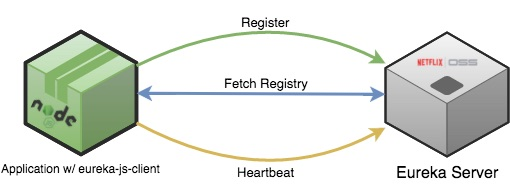 Register
NETFLIX OSS
Fetch Registry
node
Application w/ eureka-js-client
Heartbeat
Eureka Server